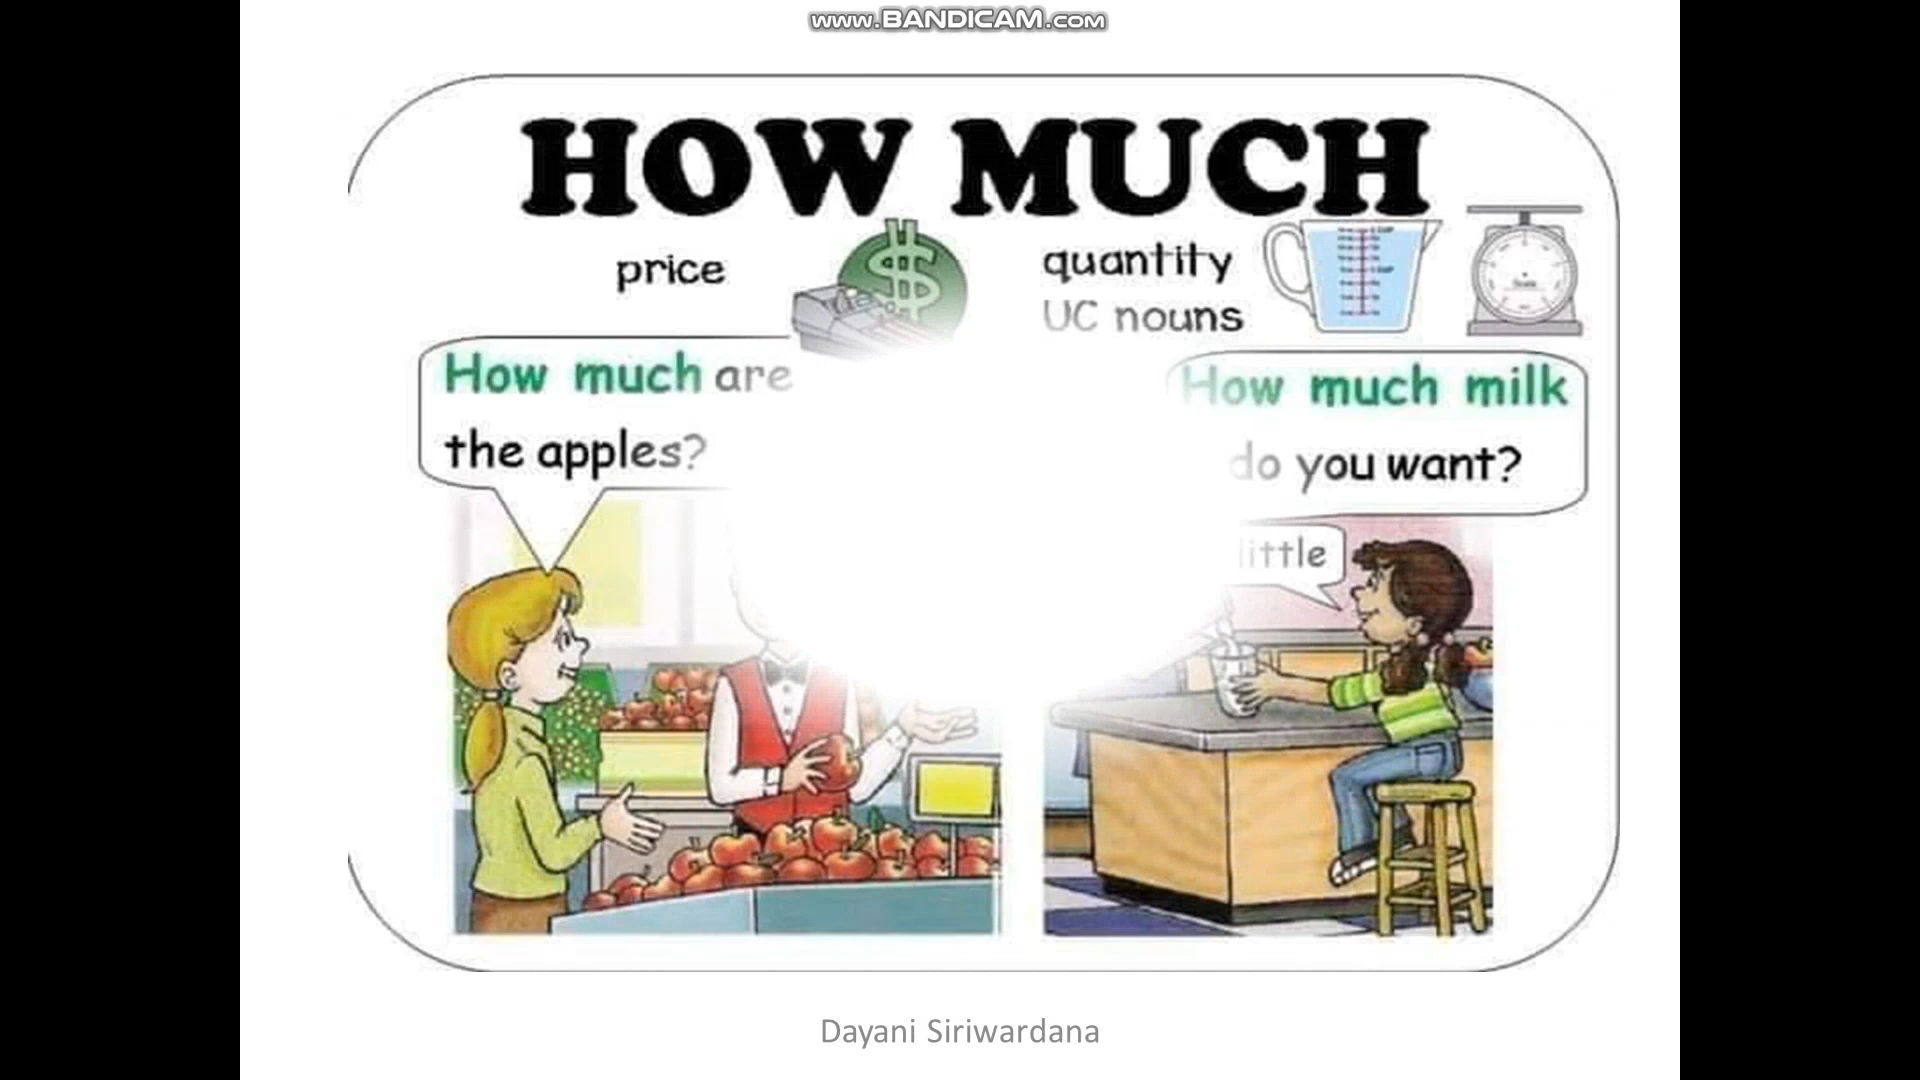 www.BANDICAM.com
HOW MUCH
price
quantity
UC nouns
How much are
the apples?
How much milk
do you want?
little
Dayani Siriwardana